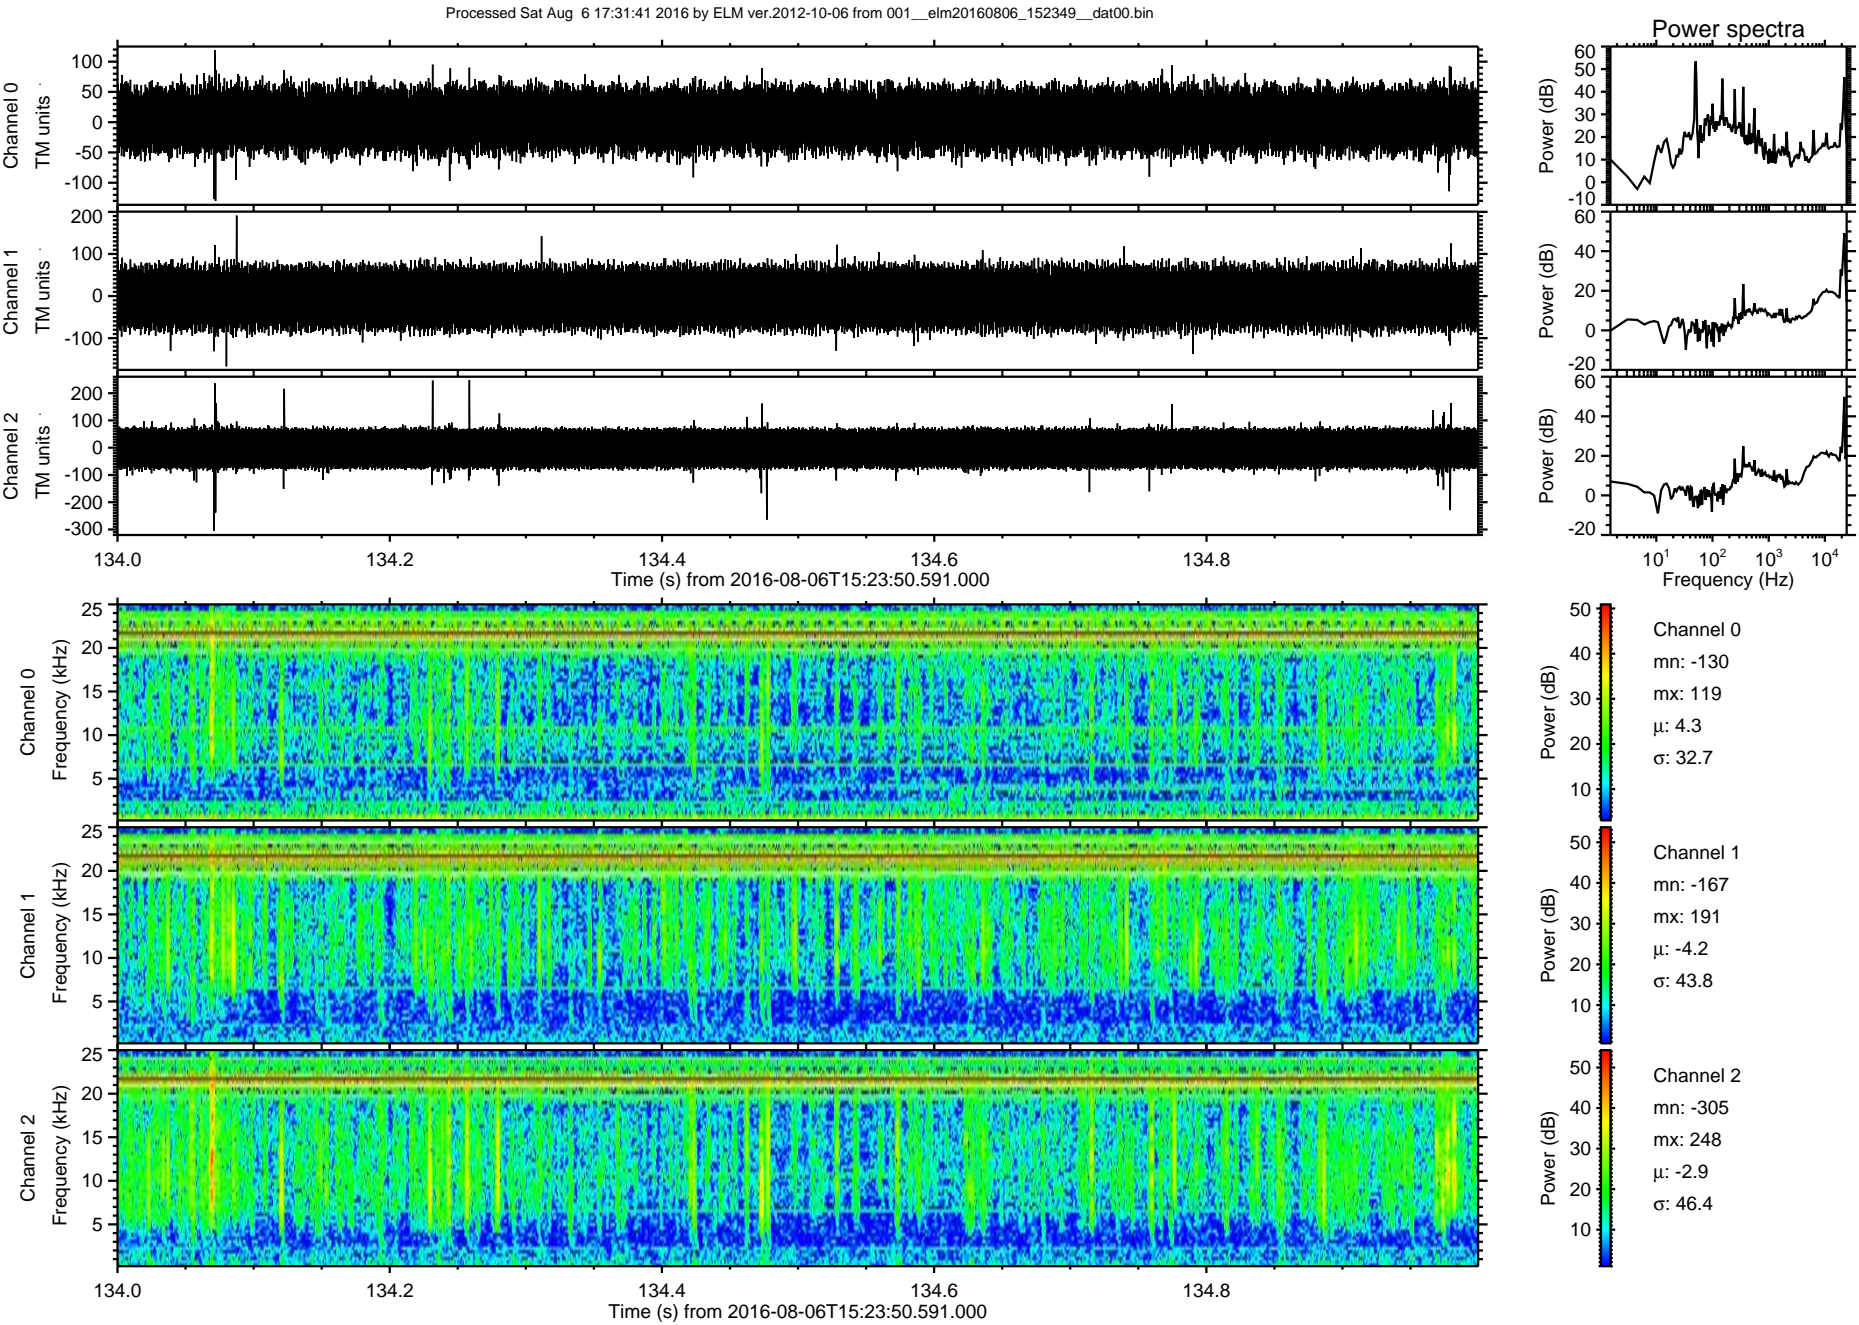 Processed Sat Aug  6 17:31:41 2016 by ELM ver.2012-10-06 from 001__elm20160806_152349__dat00.bin
Power spectra
Channel 0
TM units
100
50
0
-50
-100
Power (dB)
60
50
40
30
20
10
0
-10
Channel 1
TM units
200
100
0
-100
Power (dB)
60
40
20
0
-20
Channel 2
TM units
200
100
0
-100
-200
-300
Power (dB)
60
40
20
0
-20
134.0 134.2 134.4 134.6 134.8
Time (s) from 2016-08-06T15:23:50.591.000
10^1 10^2 10^3 10^4
Frequency (Hz)
Channel 0
Frequency (kHz)
25
20
15
10
5
Power (dB)
50
40
30
20
10
Channel 0
mn: -130
mx: 119
μ: 4.3
σ: 32.7
Channel 1
Frequency (kHz)
25
20
15
10
5
Power (dB)
50
40
30
20
10
Channel 1
mn: -167
mx: 191
μ: -4.2
σ: 43.8
Channel 2
Frequency (kHz)
25
20
15
10
5
Power (dB)
50
40
30
20
10
Channel 2
mn: -305
mx: 248
μ: -2.9
σ: 46.4
134.0 134.2 134.4 134.6 134.8
Time (s) from 2016-08-06T15:23:50.591.000